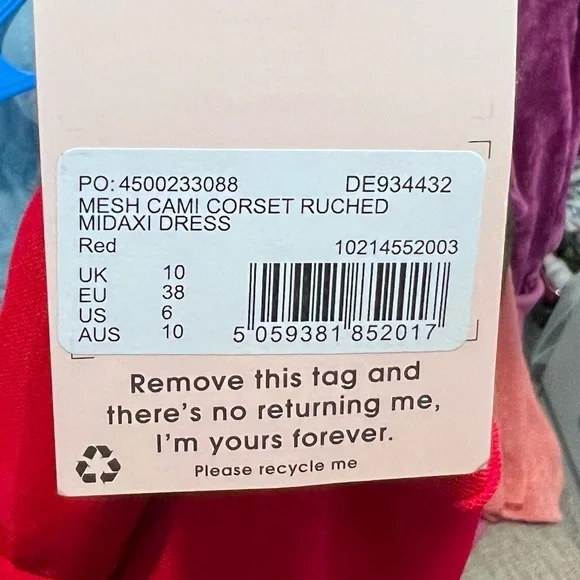 PO: 4500233088 DE934432
MESH CAMI CORSET RUCHED
MIDAXI DRESS
Red 10214552003
UK 10
EU 38
US 6
AUS 10
5 059381 852017
Remove this tag and
there's no returning me,
I'm yours forever.
Please recycle me